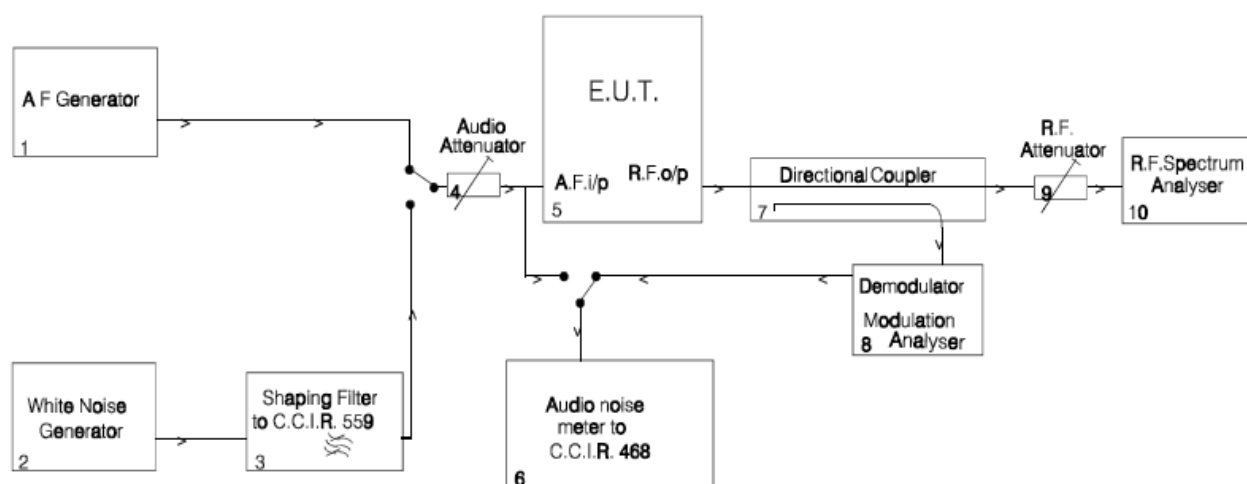 A F Generator
1
Audio
Attenuator
4
E.U.T.
A.F.i/p
R.F.o/p
5
Directional Coupler
7
R.F.
Attenuator
9
R.F.Spectrum
Analyser
10
Demodulator
Modulation
8 Analyser
White Noise
Generator
2
Shaping Filter
to C.C.I.R. 559
3
Audio noise
meter to
C.C.I.R. 468
6